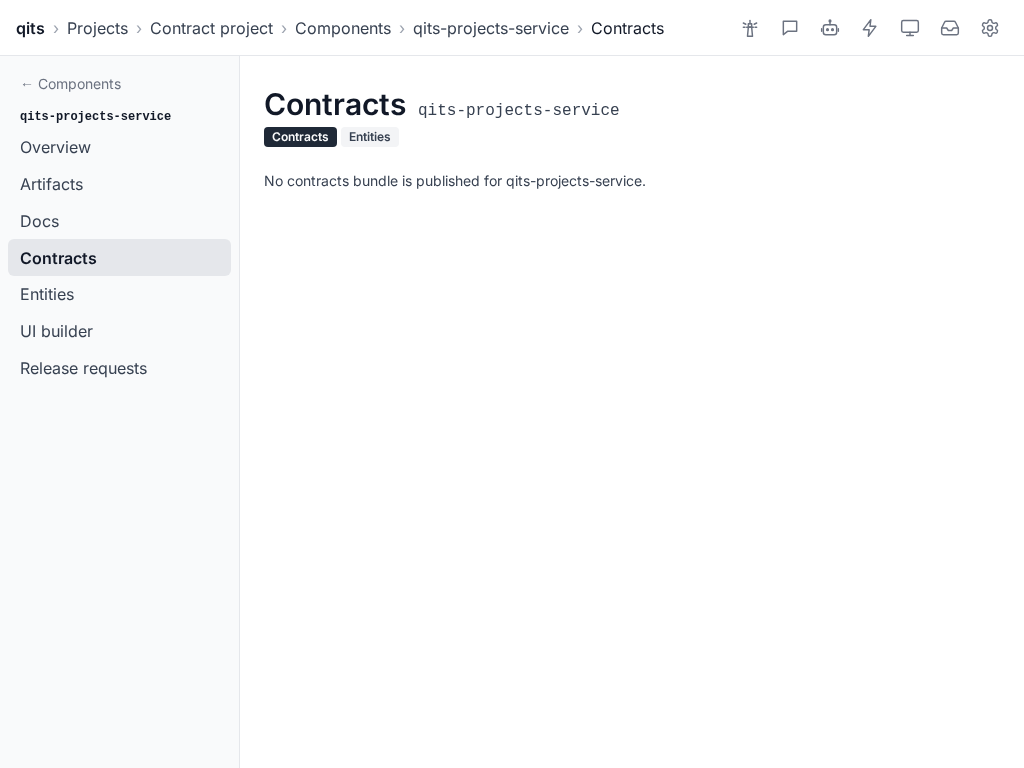 qits › Projects › Contract project › Components › qits-projects-service › Contracts
← Components
qits-projects-service
Overview
Artifacts
Docs
Contracts
Entities
UI builder
Release requests
Contracts qits-projects-service
Contracts Entities
No contracts bundle is published for qits-projects-service.